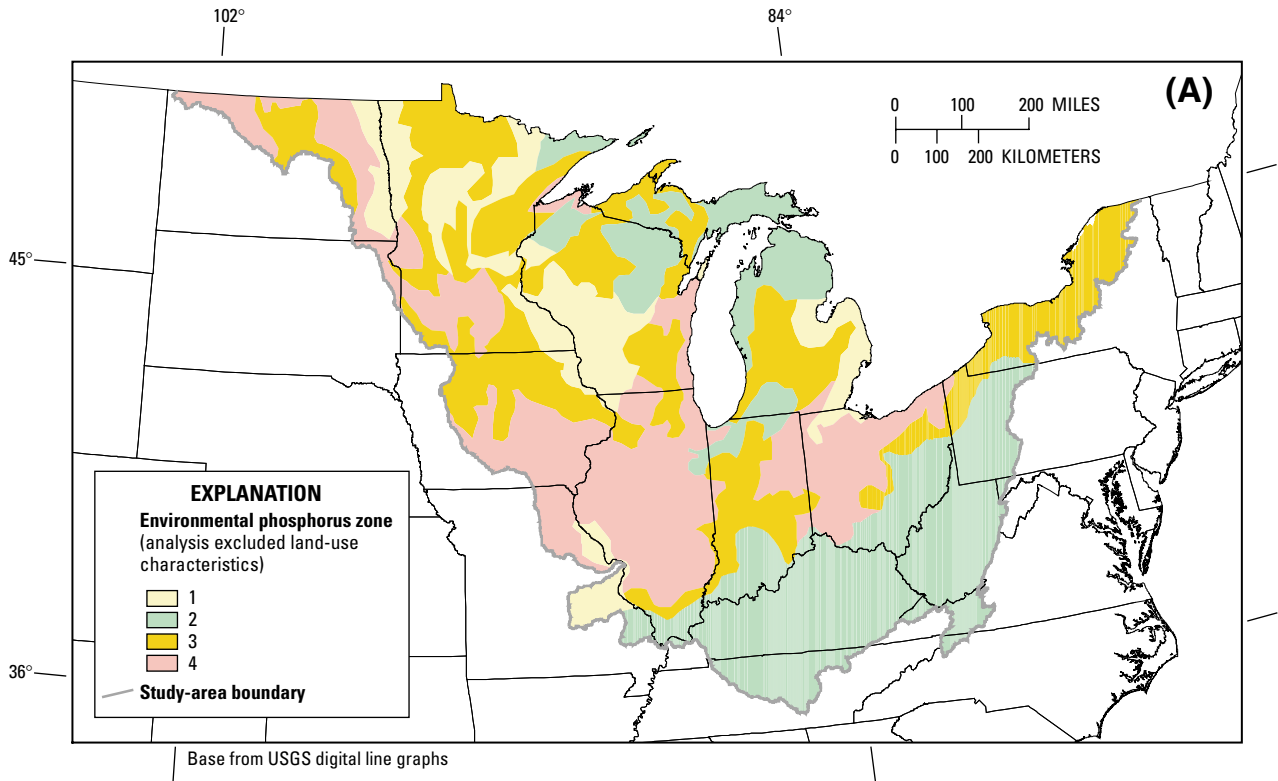 102°
84°
(A)
0 100 200 MILES
0 100 200 KILOMETERS
45°
36°
EXPLANATION
Environmental phosphorus zone
(analysis excluded land-use
characteristics)
1
2
3
4
Study-area boundary
Base from USGS digital line graphs